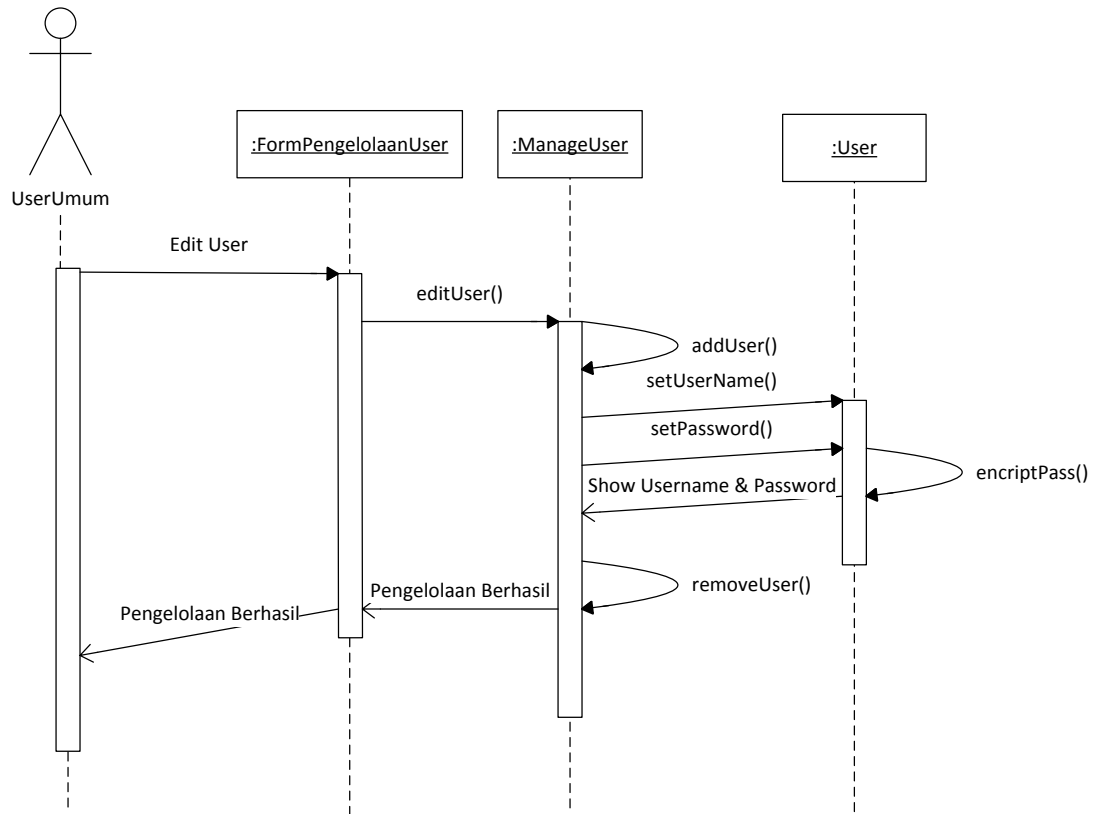 :FormPengelolaanUser
:ManageUser
:User
UserUmum
Edit User
editUser()
addUser()
setUserName()
setPassword()
encriptPass()
Show Username & Password
removeUser()
Pengelolaan Berhasil
Pengelolaan Berhasil